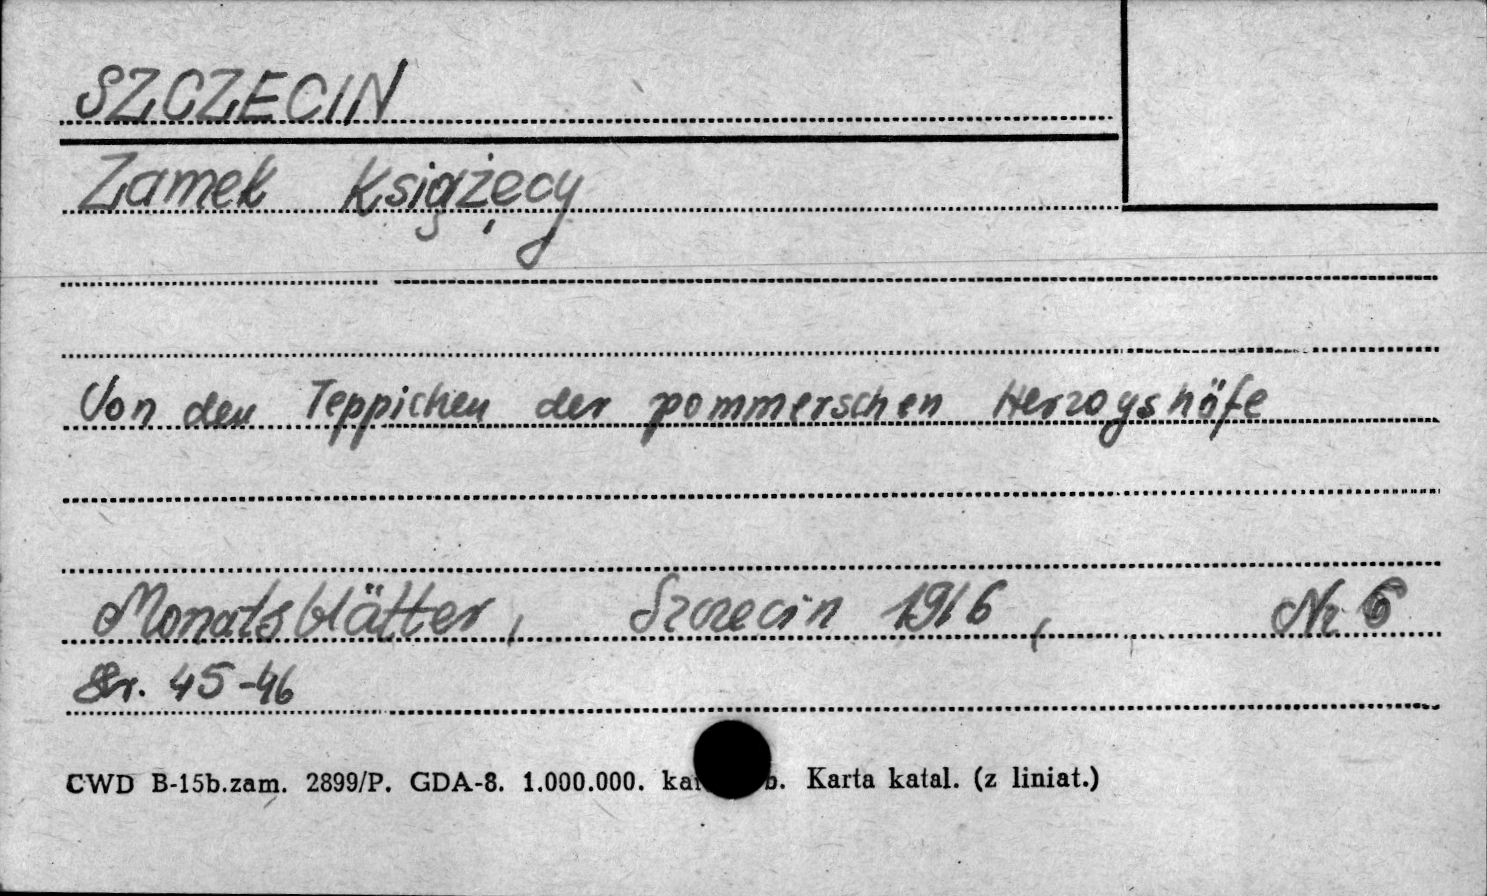 SZCZECIN
Zamek Książęcy
Von den Teppichen der pommerschen Herzogshöfe
Monatsblätter, Szczecin 1916, Nr 6
Str. 45-46
CWD B-15b.zam. 2899/P. GDA-8. 1.000.000. Karta katal. (z liniat.)